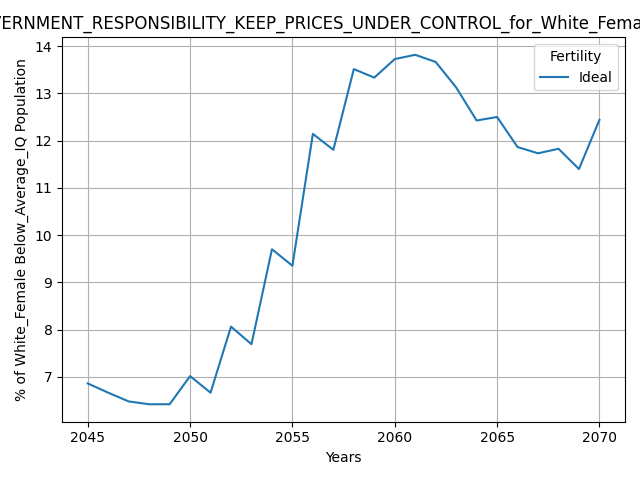 VERNMENT_RESPONSIBILITY_KEEP_PRICES_UNDER_CONTROL_for_White_Fema
% of White_Female Below_Average_IQ Population
14
13
12
11
10
9
8
7
Fertility
Ideal
2045 2050 2055 2060 2065 2070
Years